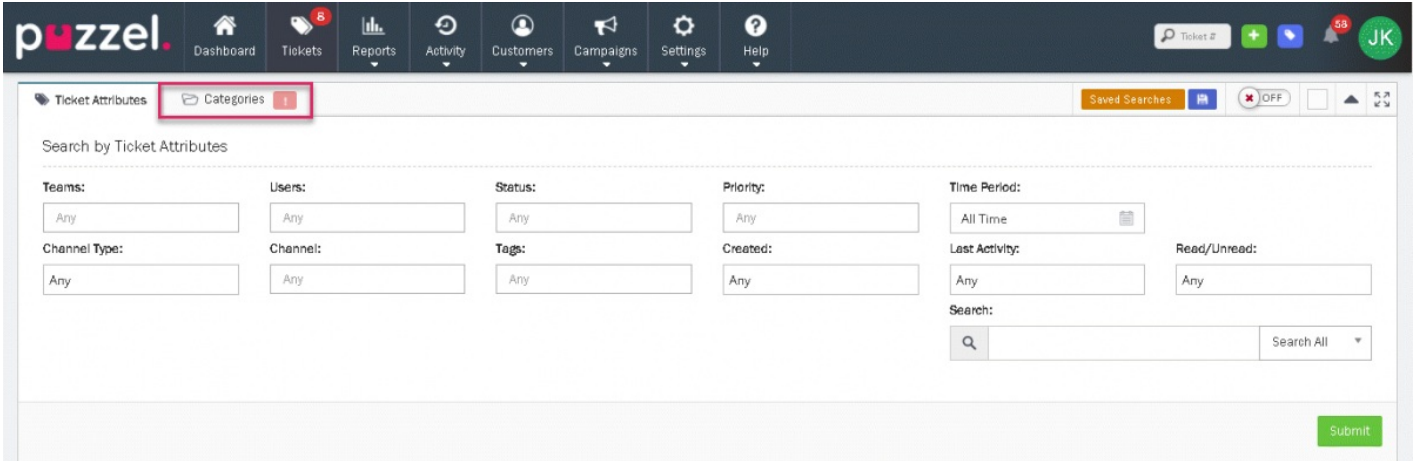 puzzel.
Dashboard
Tickets
8
Reports
Activity
Customers
Campaigns
Settings
Help
Ticket #
58
JK
Ticket Attributes
Categories
!
Saved Searches
OFF
Search by Ticket Attributes
Teams: Users: Status: Priority: Time Period:
Any Any Any Any All Time
Channel Type: Channel: Tags: Created: Last Activity: Read/Unread:
Any Any Any Any Any Any
Search:
Search All
Submit